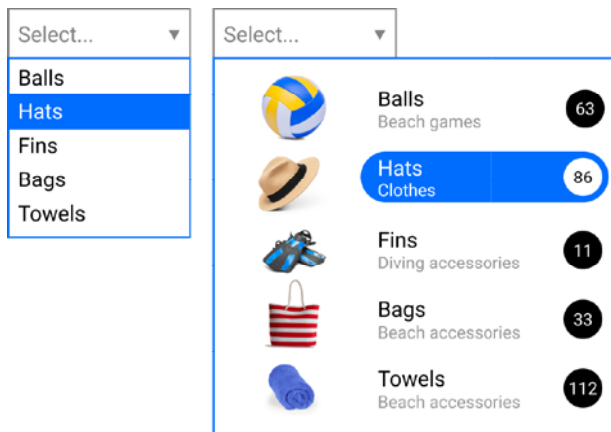 Select...
Balls
Hats
Fins
Bags
Towels
Select...
Balls
Beach games
63
Hats
Clothes
86
Fins
Diving accessories
11
Bags
Beach accessories
33
Towels
Beach accessories
112